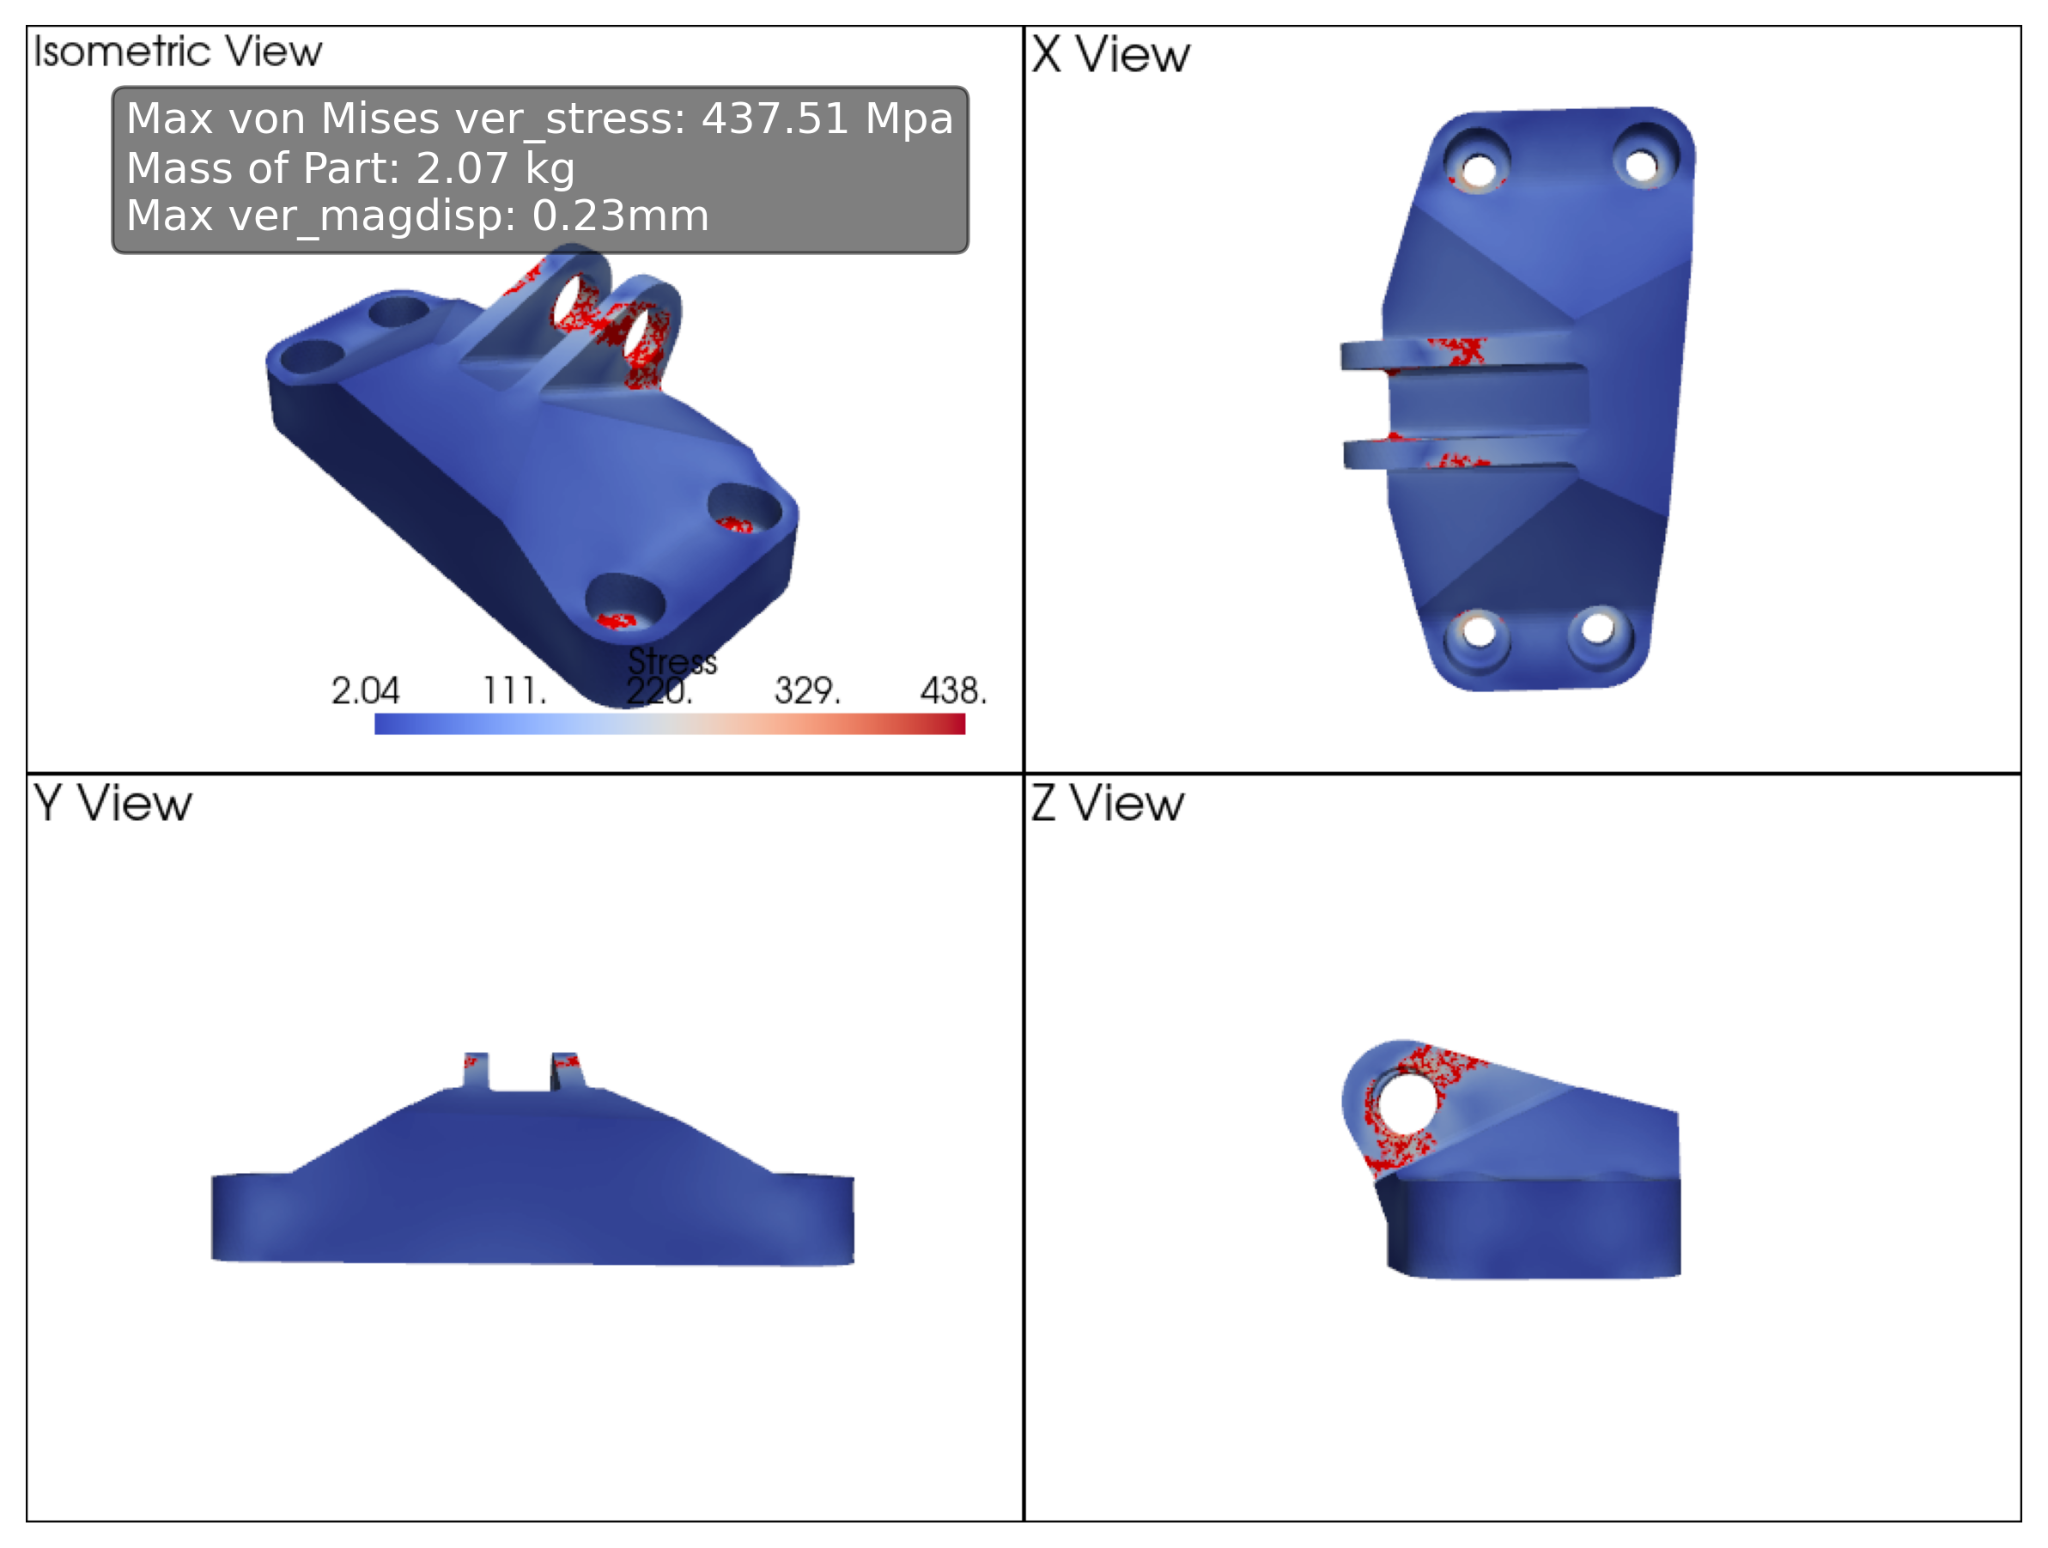 Isometric View
Max von Mises ver_stress: 437.51 Mpa
Mass of Part: 2.07 kg
Max ver_magdisp: 0.23mm
Stress
2.04 111. 220. 329. 438.
X View
Y View
Z View